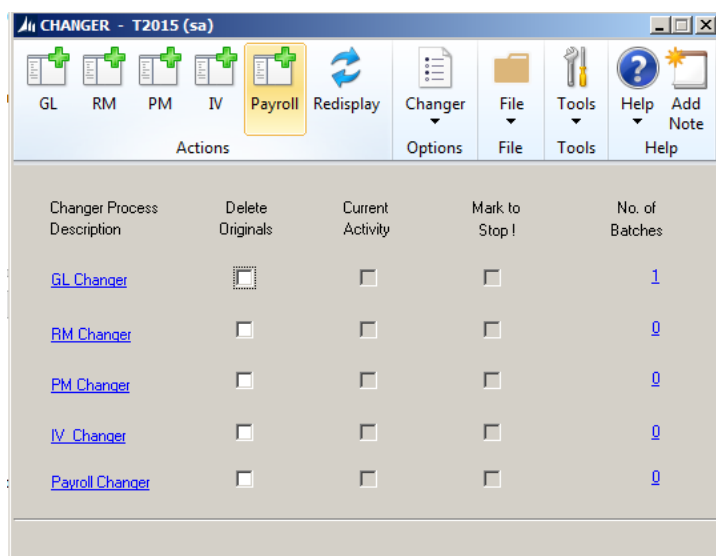 CHANGER - T2015 (sa)
GL RM PM IV Payroll Redisplay Changer File Tools Help Add Note
Actions Options File Tools Help
Changer Process Description Delete Originals Current Activity Mark to Stop ! No. of Batches
GL Changer 1
RM Changer 0
PM Changer 0
IV Changer 0
Payroll Changer 0